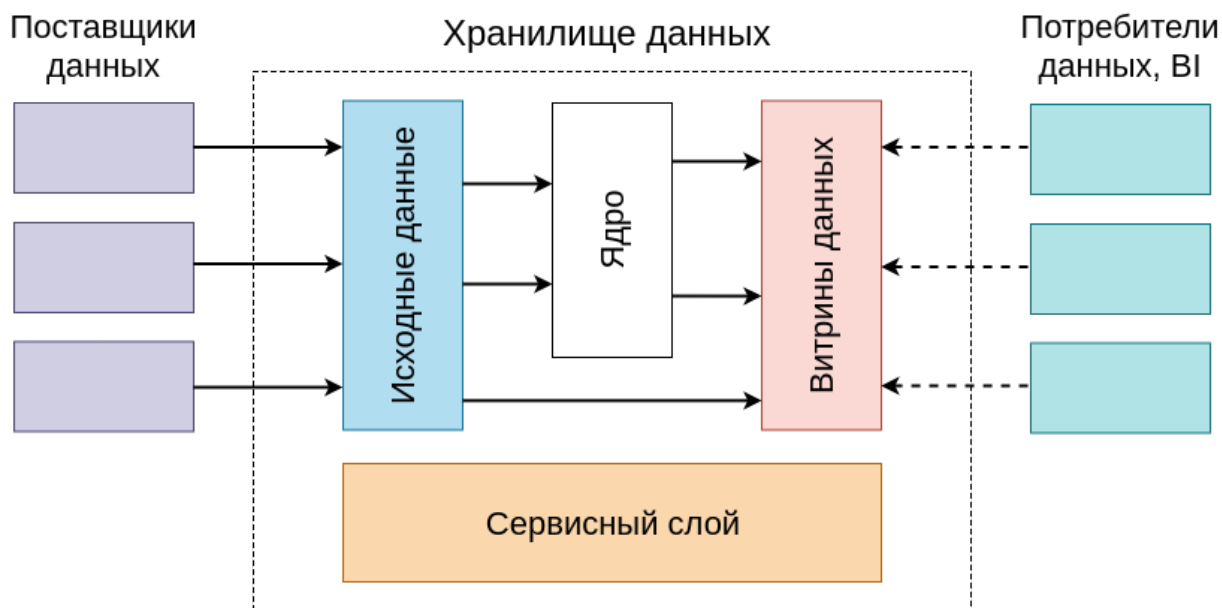 Поставщики
данных
Хранилище данных
Потребители
данных, BI
Исходные данные
Ядро
Витрины данных
Сервисный слой